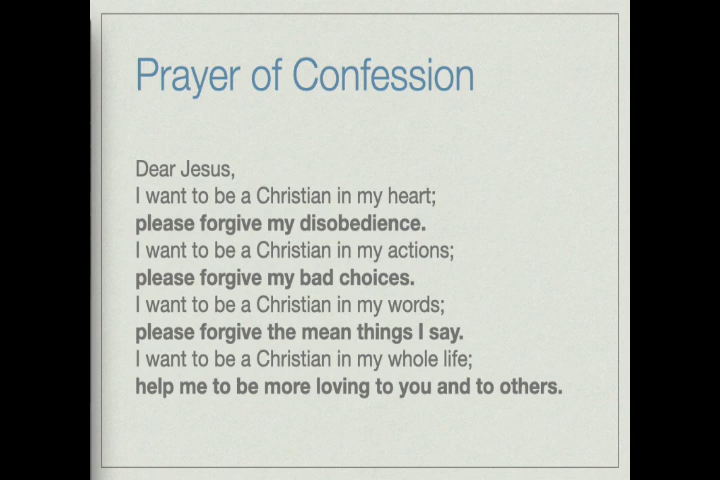 Prayer of Confession
Dear Jesus,
I want to be a Christian in my heart;
please forgive my disobedience.
I want to be a Christian in my actions;
please forgive my bad choices.
I want to be a Christian in my words;
please forgive the mean things I say.
I want to be a Christian in my whole life;
help me to be more loving to you and to others.